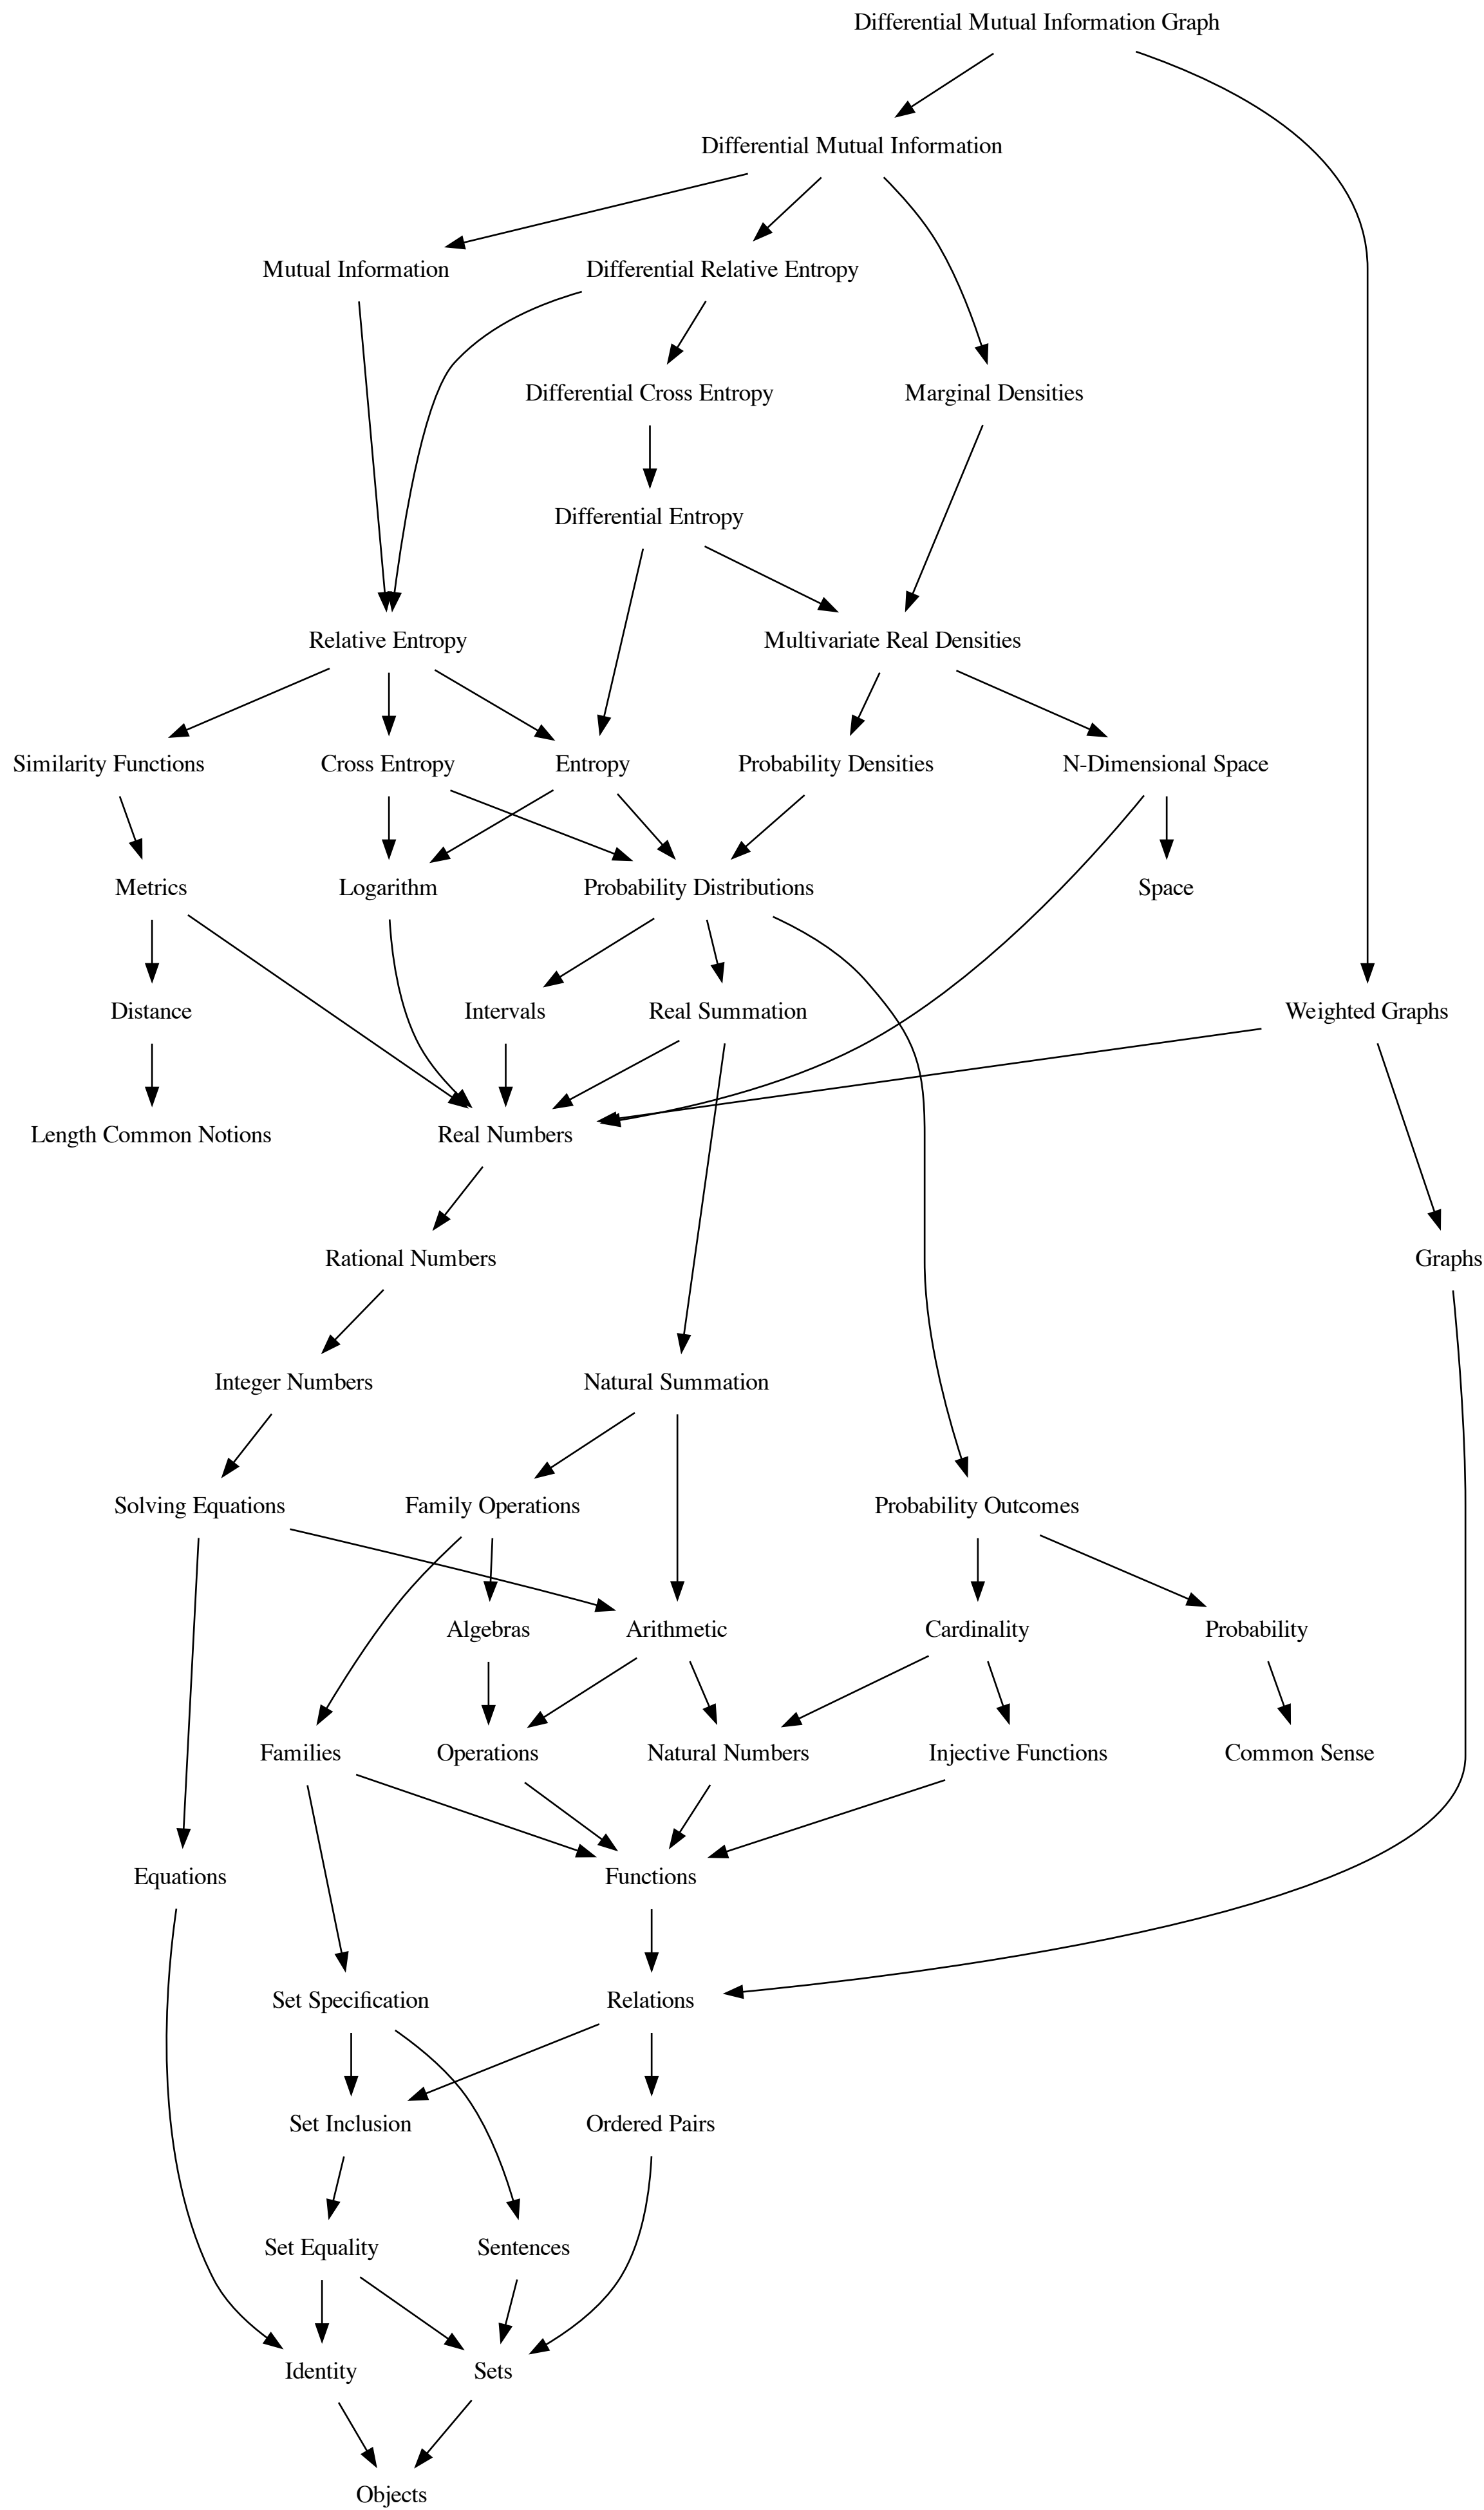 Differential Mutual Information Graph
Differential Mutual Information
Mutual Information
Differential Relative Entropy
Differential Cross Entropy
Marginal Densities
Differential Entropy
Relative Entropy
Multivariate Real Densities
Similarity Functions
Cross Entropy
Entropy
Probability Densities
N-Dimensional Space
Metrics
Logarithm
Probability Distributions
Space
Distance
Intervals
Real Summation
Weighted Graphs
Length Common Notions
Real Numbers
Rational Numbers
Graphs
Integer Numbers
Natural Summation
Solving Equations
Family Operations
Probability Outcomes
Algebras
Arithmetic
Cardinality
Probability
Families
Operations
Natural Numbers
Injective Functions
Common Sense
Equations
Functions
Set Specification
Relations
Set Inclusion
Ordered Pairs
Set Equality
Sentences
Identity
Sets
Objects